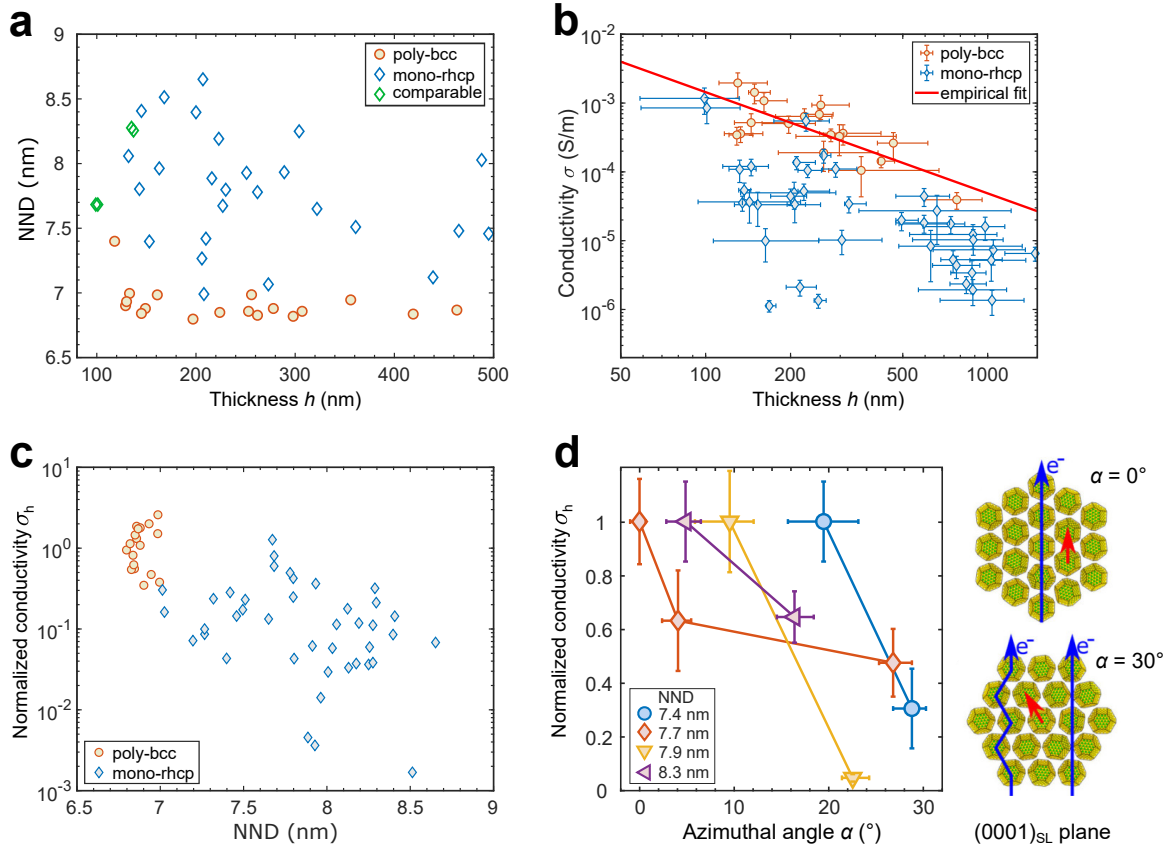 a
9
8.5
8
7.5
7
6.5
NND (nm)
100
200
300
400
500
Thickness h (nm)
poly-bcc
mono-rhcp
comparable
b
10⁻²
10⁻³
10⁻⁴
10⁻⁵
10⁻⁶
Conductivity σ (S/m)
50
100
200
500
1000
Thickness h (nm)
poly-bcc
mono-rhcp
empirical fit
c
10¹
10⁰
10⁻¹
10⁻²
10⁻³
Normalized conductivity σₕ
6.5
7
7.5
8
8.5
9
NND (nm)
poly-bcc
mono-rhcp
d
1
0.8
0.6
0.4
0.2
0
Normalized conductivity σₕ
0
10
20
30
Azimuthal angle α (°)
NND
7.4 nm
7.7 nm
7.9 nm
8.3 nm
e⁻
α = 0°
e⁻
e⁻
α = 30°
(0001)SL plane